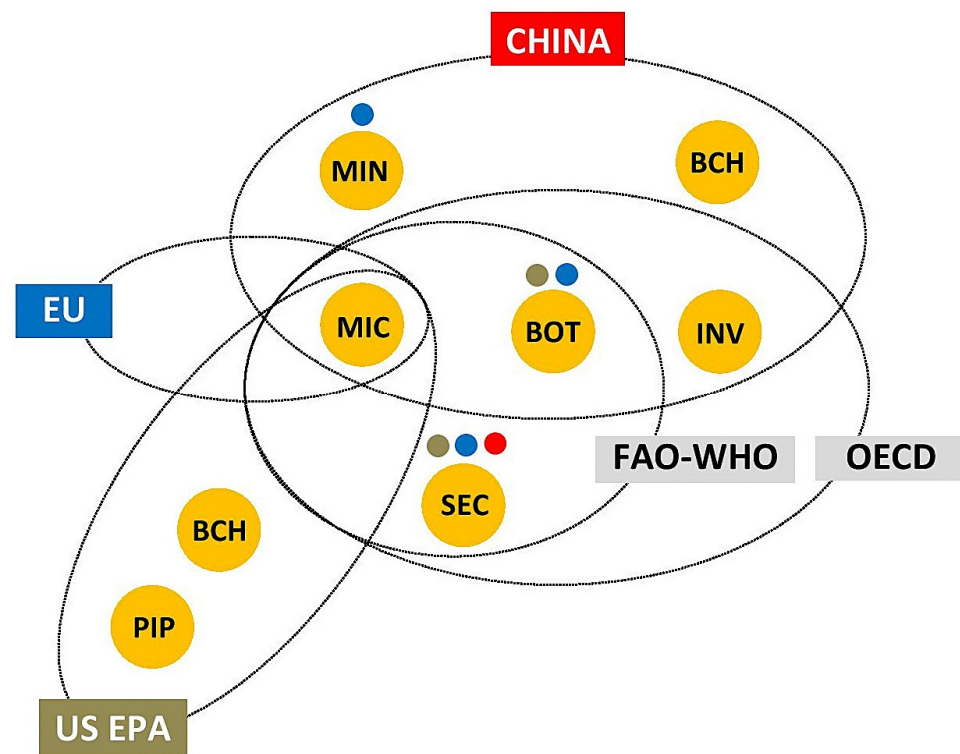 CHINA
MIN
BCH
EU
MIC
BOT
INV
FAO-WHO
OECD
SEC
BCH
PIP
US EPA